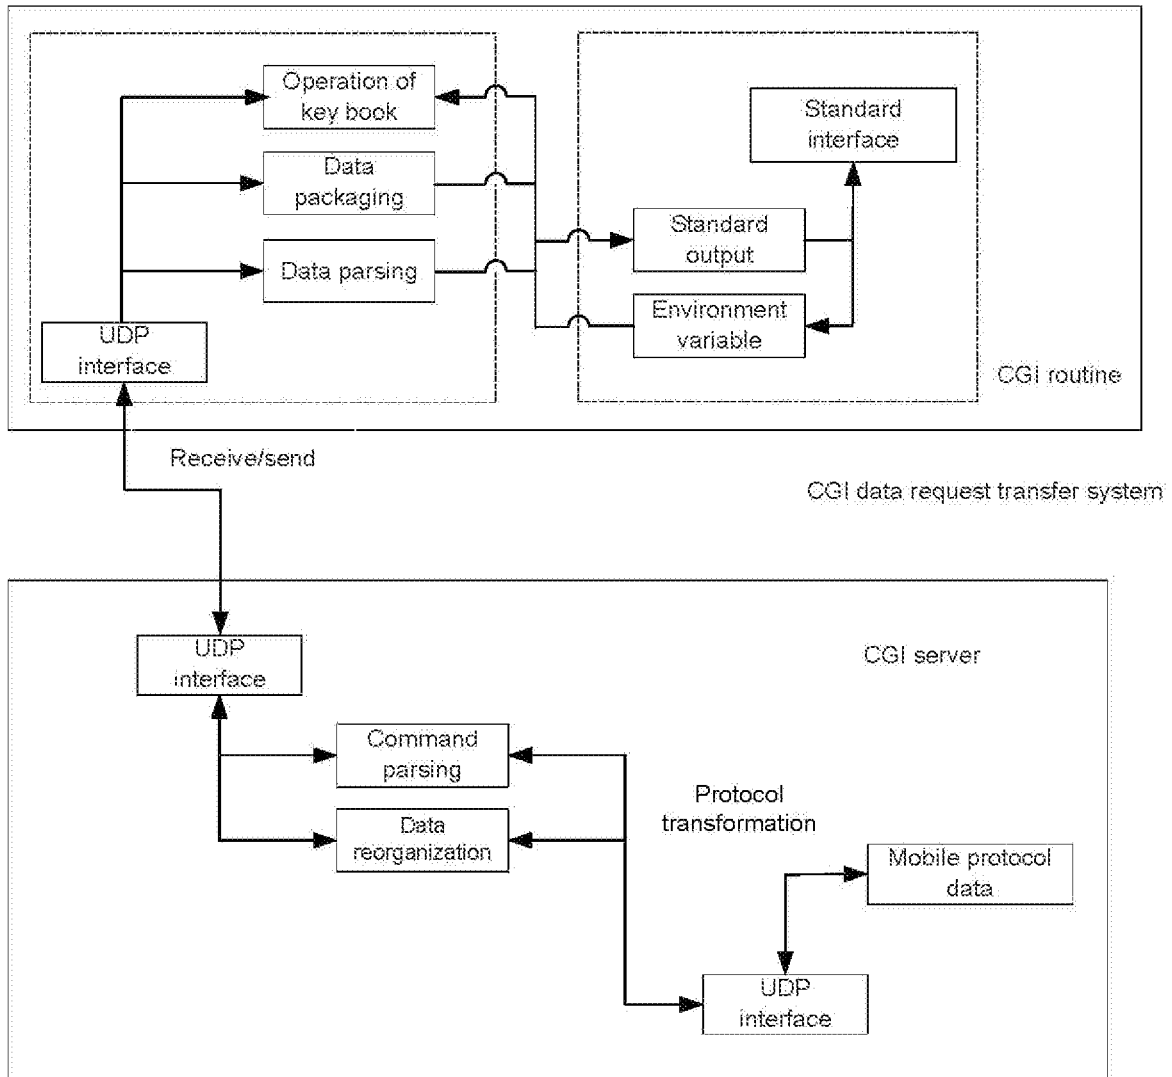 Operation of
key book
Standard
interface
Data
packaging
Standard
output
Data parsing
Environment
variable
UDP
interface
CGI routine
Receive/send
CGI data request transfer system
UDP
interface
CGI server
Command
parsing
Protocol
transformation
Data
reorganization
Mobile protocol
data
UDP
interface